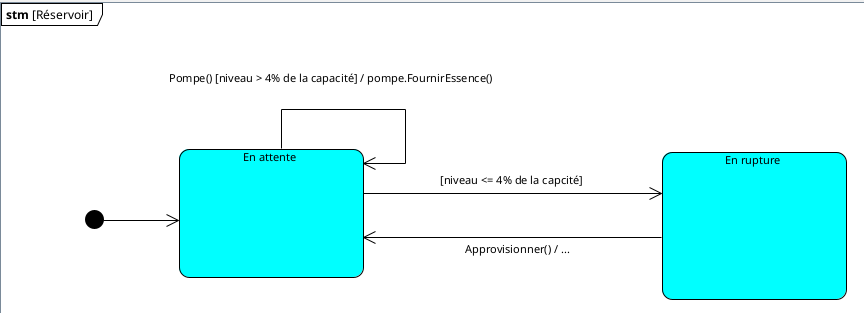 stm [Réservoir]
Pompe() [niveau > 4% de la capacité] / pompe.FournirEssence()
En attente
En rupture
[niveau <= 4% de la capcité]
Approvisionner() / ...